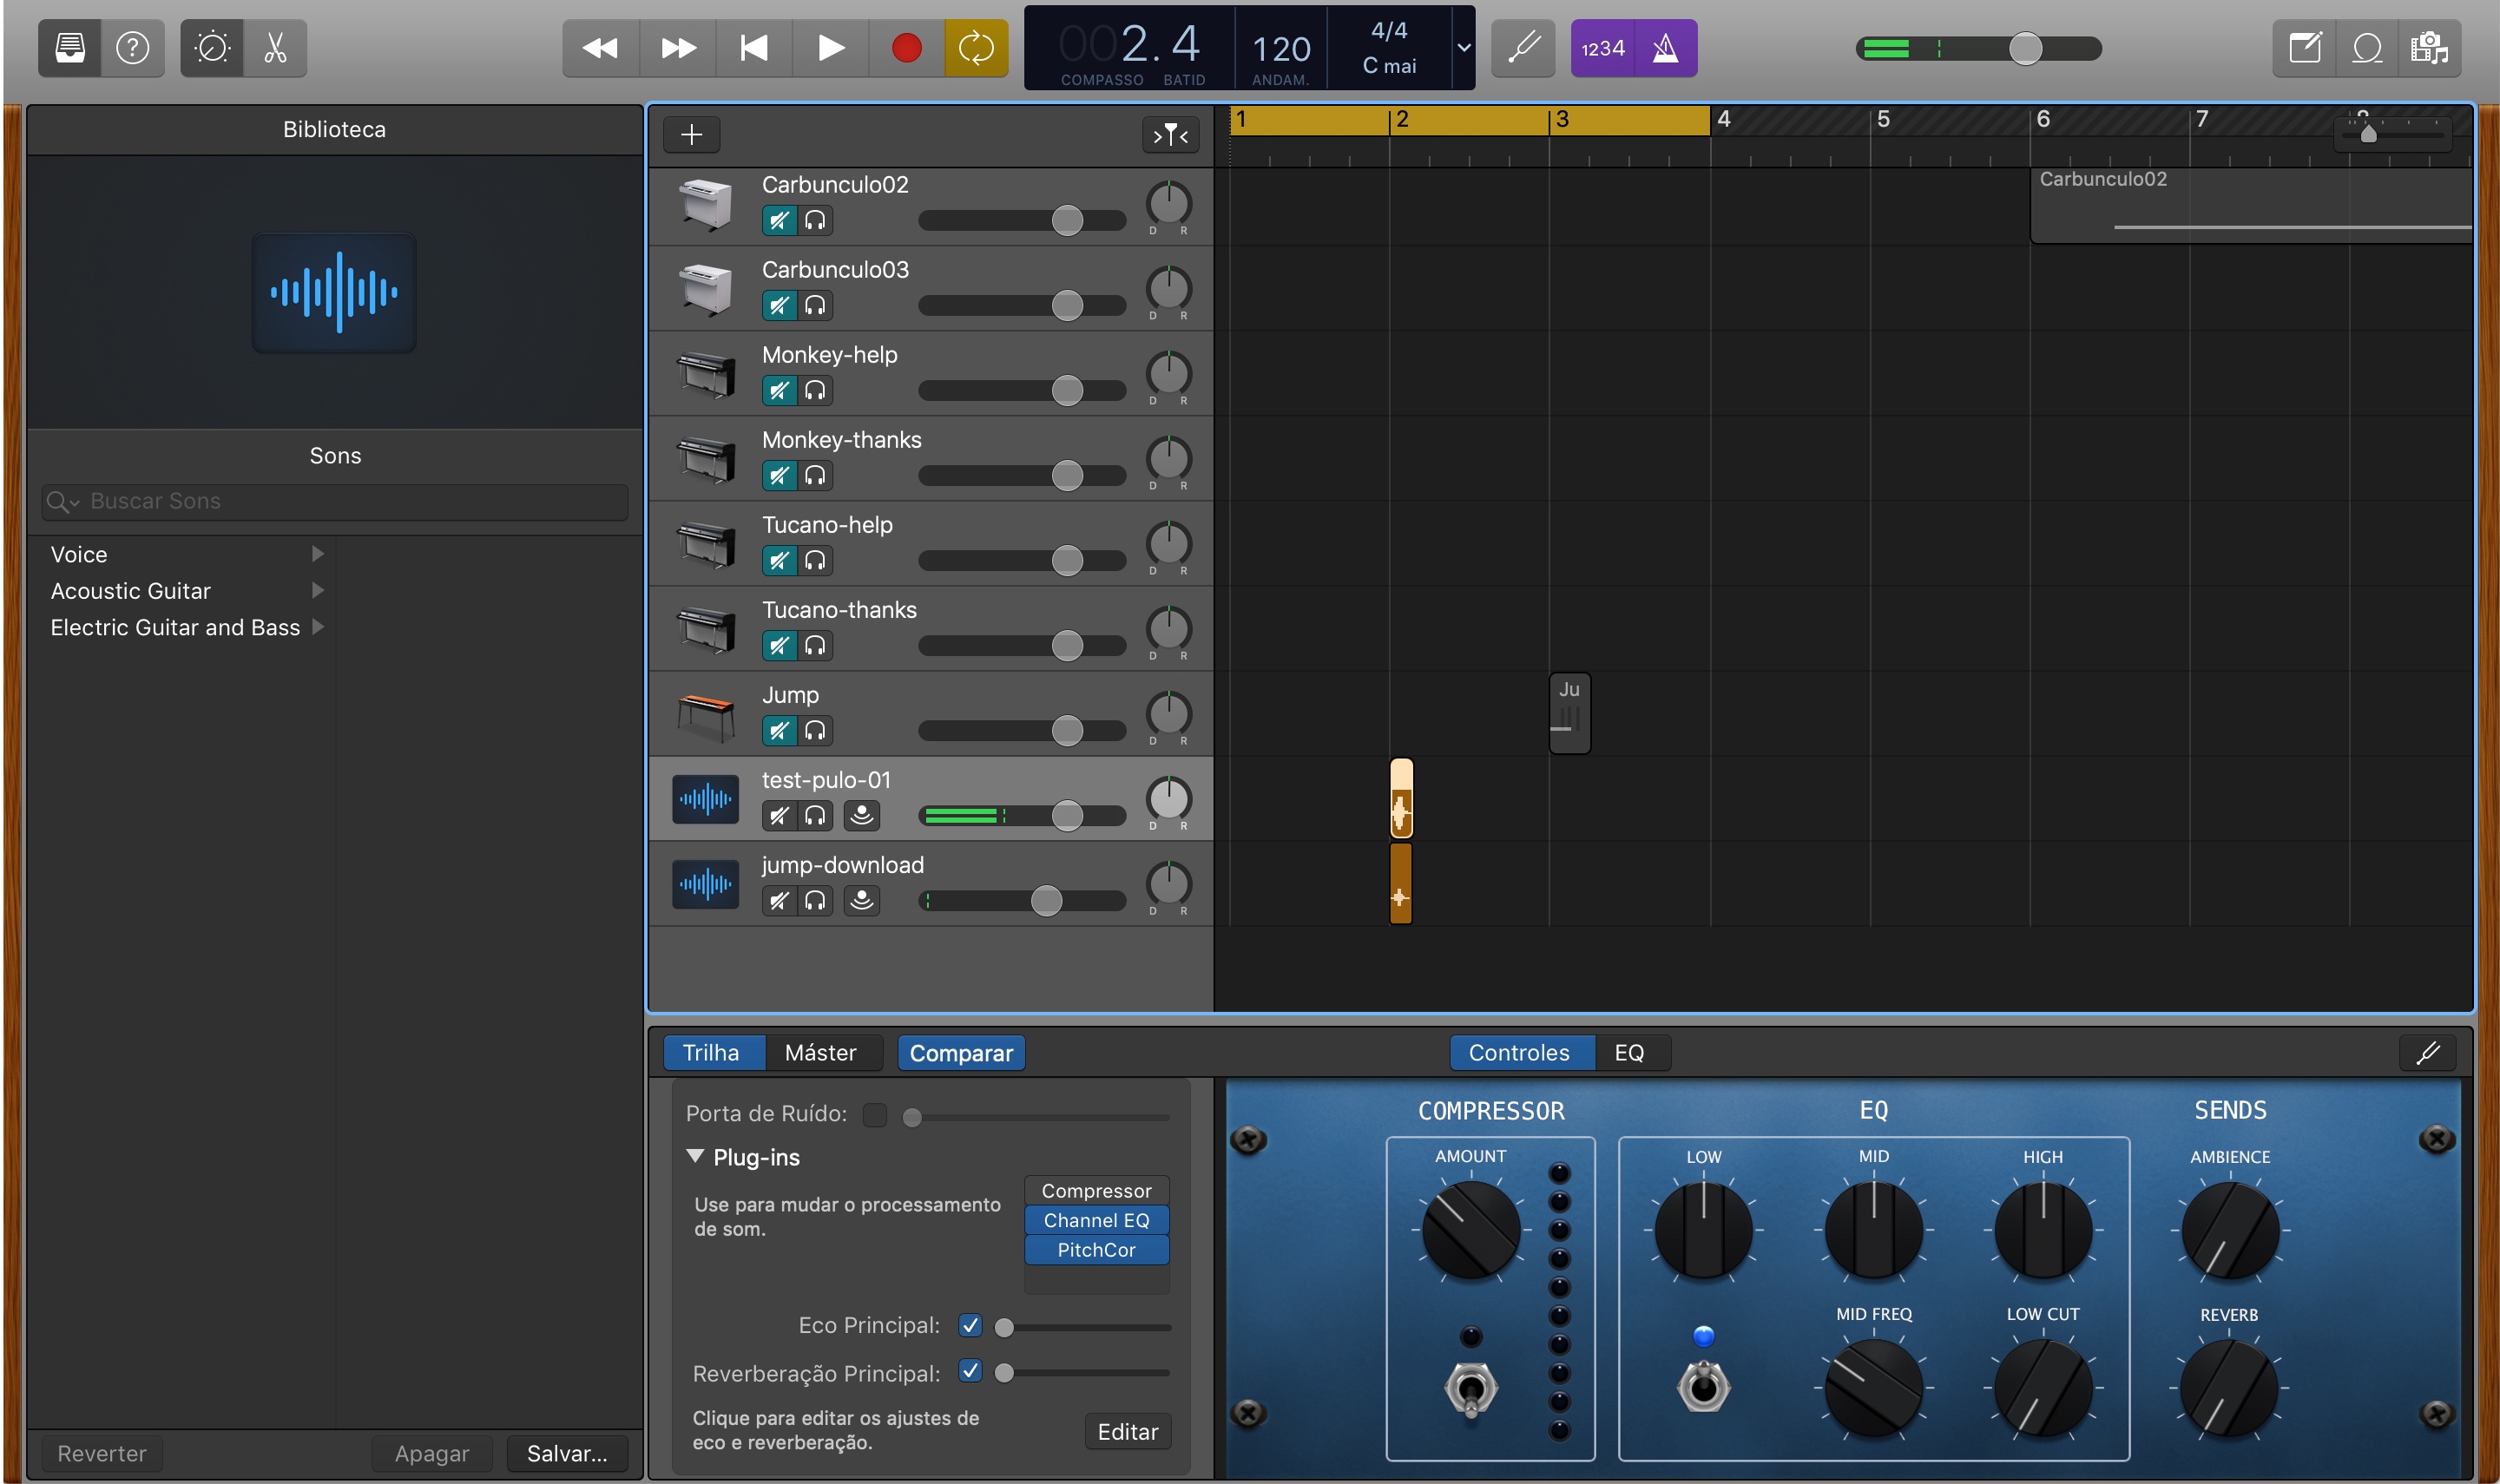 002.4
COMPASSO BATID
120
ANDAM.
4/4
C mai
1234
Biblioteca
Sons
Buscar Sons
Voice
Acoustic Guitar
Electric Guitar and Bass
Reverter
Apagar
Salvar...
1 2 3 4 5 6 7
Carbunculo02
D R
Carbunculo02
Carbunculo03
D R
Monkey-help
D R
Monkey-thanks
D R
Tucano-help
D R
Tucano-thanks
D R
Jump
D R
Ju
test-pulo-01
D R
jump-download
D R
Trilha
Máster
Comparar
Controles
EQ
Porta de Ruído:
Plug-ins
Use para mudar o processamento
de som.
Compressor
Channel EQ
PitchCor
Eco Principal:
Reverberação Principal:
Clique para editar os ajustes de
eco e reverberação.
Editar
COMPRESSOR
AMOUNT
EQ
LOW
MID
HIGH
MID FREQ
LOW CUT
SENDS
AMBIENCE
REVERB